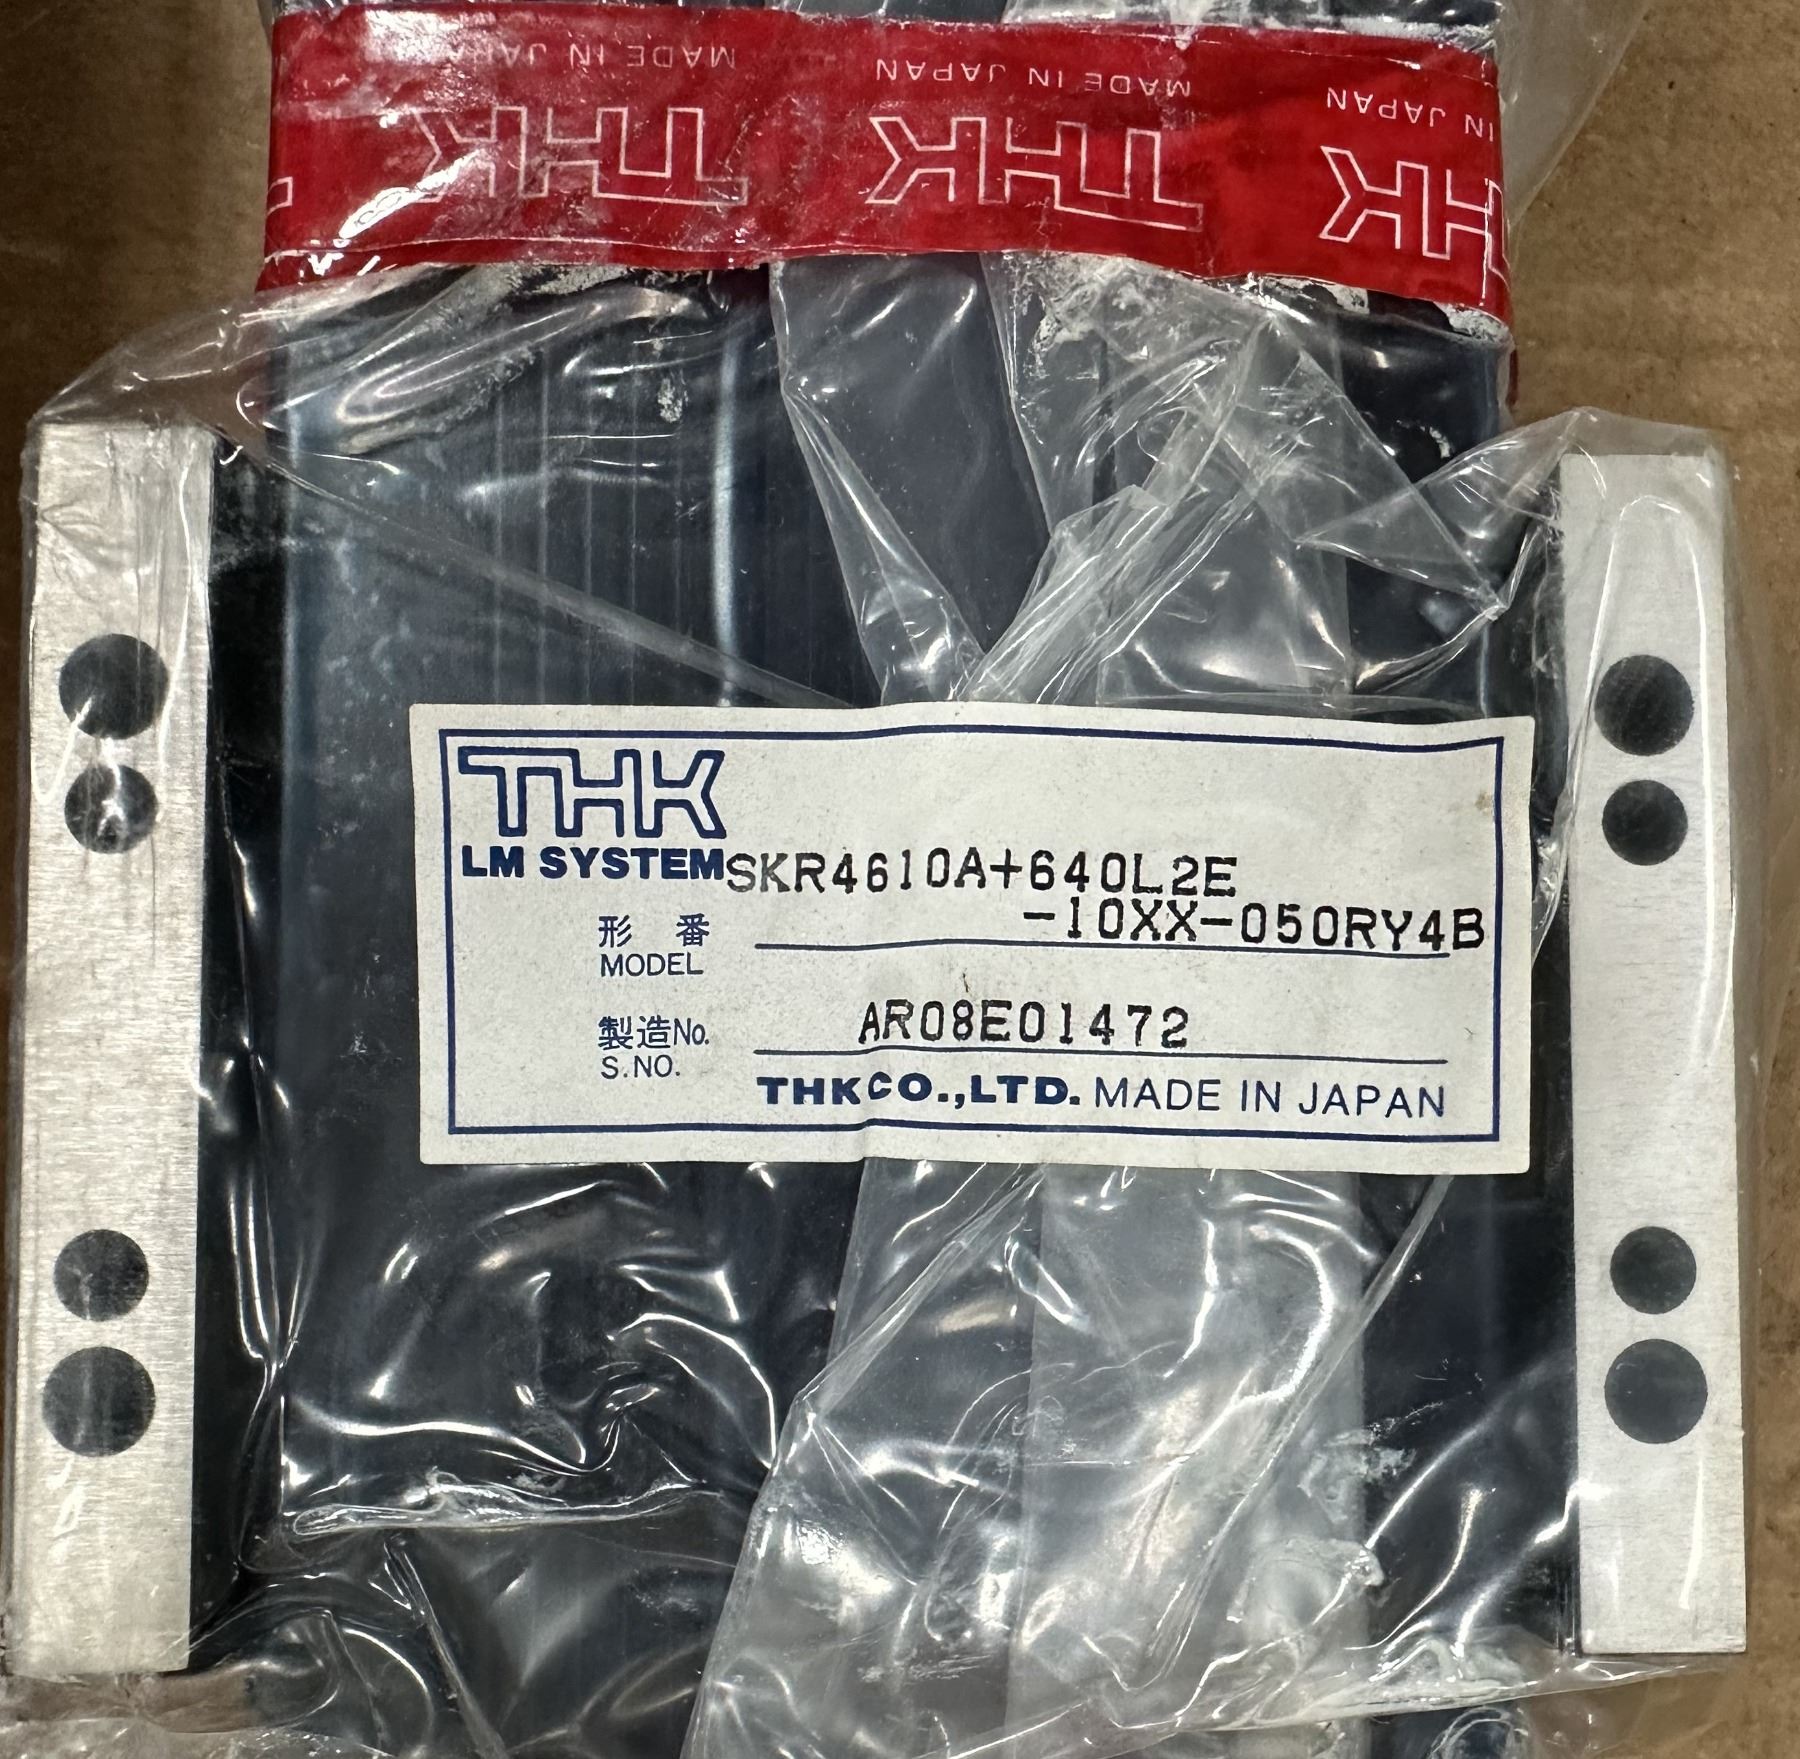 MADE IN JAPAN MADE IN JAPAN IN JAPAN
THK THK THK
THK
LM SYSTEM SKR4610A+640L2E
-10XX-050RY4B
形 番
MODEL
製造No. AR08E01472
S.NO.
THK CO.,LTD. MADE IN JAPAN